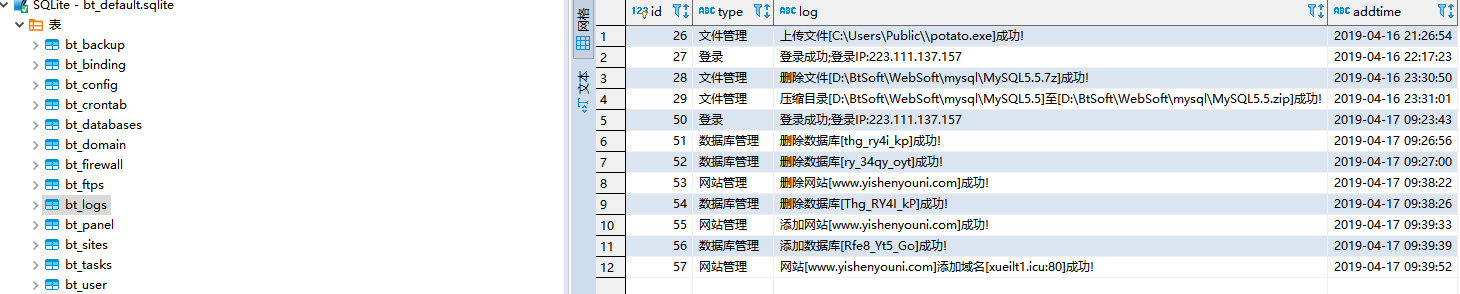 SQLite - bt_default.sqlite
表
bt_backup
bt_binding
bt_config
bt_crontab
bt_databases
bt_domain
bt_firewall
bt_ftps
bt_logs
bt_panel
bt_sites
bt_tasks
bt_user
网格
文本
123 id ABC type ABC log ABC addtime
1 26 文件管理 上传文件[C:\Users\Public\\potato.exe]成功! 2019-04-16 21:26:54
2 27 登录 登录成功;登录IP:223.111.137.157 2019-04-16 22:17:23
3 28 文件管理 删除文件[D:\BtSoft\WebSoft\mysql\MySQL5.5.7z]成功! 2019-04-16 23:30:50
4 29 文件管理 压缩目录[D:\BtSoft\WebSoft\mysql\MySQL5.5]至[D:\BtSoft\WebSoft\mysql\MySQL5.5.zip]成功! 2019-04-16 23:31:01
5 50 登录 登录成功;登录IP:223.111.137.157 2019-04-17 09:23:43
6 51 数据库管理 删除数据库[thg_ry4i_kp]成功! 2019-04-17 09:26:56
7 52 数据库管理 删除数据库[ry_34qy_oyt]成功! 2019-04-17 09:27:00
8 53 网站管理 删除网站[www.yishenyouni.com]成功! 2019-04-17 09:38:22
9 54 数据库管理 删除数据库[Thg_RY4I_kP]成功! 2019-04-17 09:38:26
10 55 网站管理 添加网站[www.yishenyouni.com]成功! 2019-04-17 09:39:33
11 56 数据库管理 添加数据库[Rfe8_Yt5_Go]成功! 2019-04-17 09:39:39
12 57 网站管理 网站[www.yishenyouni.com]添加域名[xueilt1.icu:80]成功! 2019-04-17 09:39:52